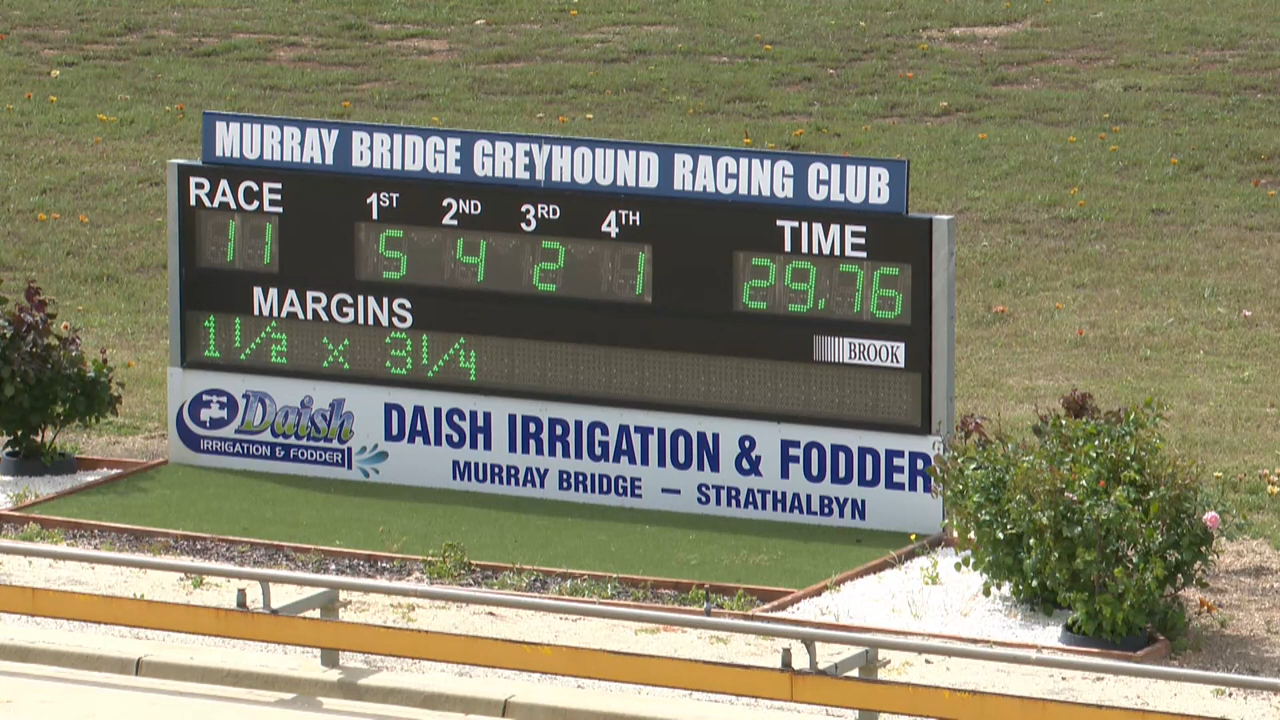 MURRAY BRIDGE GREYHOUND RACING CLUB
RACE 1ST 2ND 3RD 4TH TIME
11 5 4 2 1 29.76
MARGINS
1 1/2 x 3 1/4
BROOK
Daish
IRRIGATION & FODDER
DAISH IRRIGATION & FODDER
MURRAY BRIDGE – STRATHALBYN